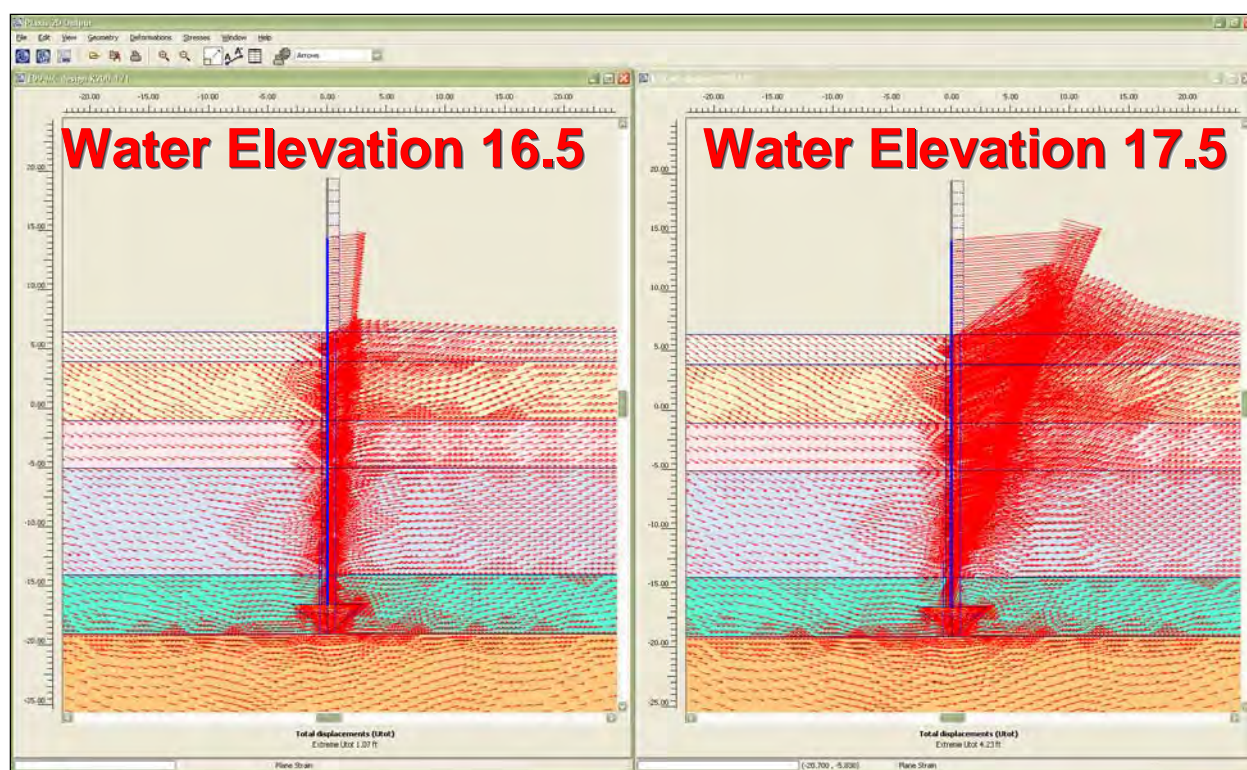 Plaxis 2D Output
File Edit View Geometry Deformations Stresses Window Help
Arrows
-20.00 -15.00 -10.00 -5.00 0.00 5.00 10.00 15.00 20.00
Water Elevation 16.5
20.00
15.00
10.00
5.00
0.00
-5.00
-10.00
-15.00
-20.00
-25.00
Total displacements (Utot)
Extreme Utot 1.07 ft
Plane Strain
-20.00 -15.00 -10.00 -5.00 0.00 5.00 10.00 15.00 20.00
Water Elevation 17.5
20.00
15.00
10.00
5.00
0.00
-5.00
-10.00
-15.00
-20.00
-25.00
Total displacements (Utot)
Extreme Utot 4.23 ft
(-20.700 , -5.830) Plane Strain